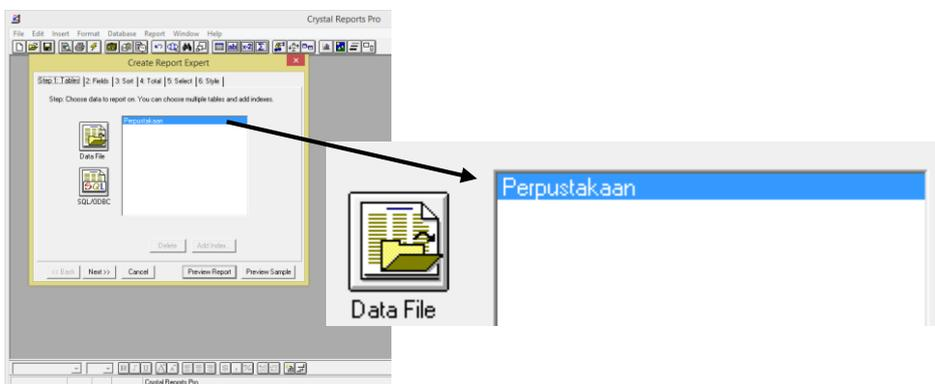 Crystal Reports Pro
File Edit Insert Format Database Report Window Help
Create Report Expert
Step 1: Tables 2: Fields 3: Sort 4: Total 5: Select 6: Style
Step: Choose data to report on. You can choose multiple tables and add indexes.
Perpustakaan
Data File
SQL
SQL/ODBC
Delete Add Index...
<< Back Next >> Cancel Preview Report Preview Sample
Perpustakaan
Data File
B I U
Crystal Reports Pro